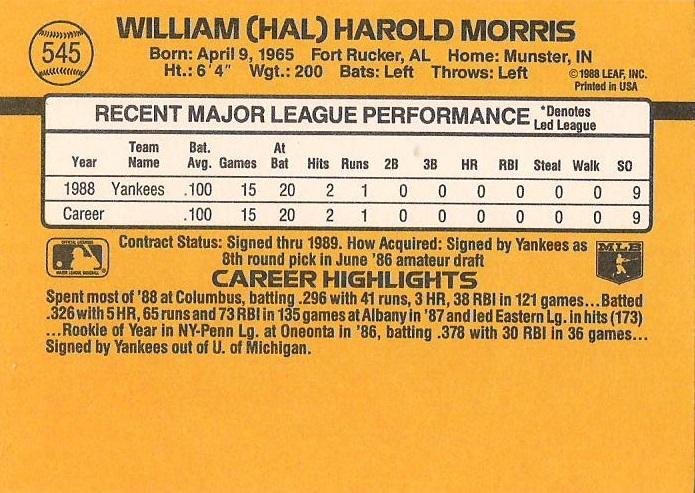 545
WILLIAM (HAL) HAROLD MORRIS
Born: April 9, 1965 Fort Rucker, AL Home: Munster, IN
Ht.: 6'4" Wgt.: 200 Bats: Left Throws: Left
©1988 LEAF, INC.
Printed in USA
RECENT MAJOR LEAGUE PERFORMANCE
*Denotes
Led League
Year Team Name Bat. Avg. Games At Bat Hits Runs 2B 3B HR RBI Steal Walk SO
1988 Yankees .100 15 20 2 1 0 0 0 0 0 0 9
Career .100 15 20 2 1 0 0 0 0 0 0 9
Contract Status: Signed thru 1989. How Acquired: Signed by Yankees as
8th round pick in June '86 amateur draft
MLB
CAREER HIGHLIGHTS
Spent most of '88 at Columbus, batting .296 with 41 runs, 3 HR, 38 RBI in 121 games...Batted
.326 with 5 HR, 65 runs and 73 RBI in 135 games at Albany in '87 and led Eastern Lg. in hits (173)
...Rookie of Year in NY-Penn Lg. at Oneonta in '86, batting .378 with 30 RBI in 36 games...
Signed by Yankees out of U. of Michigan.